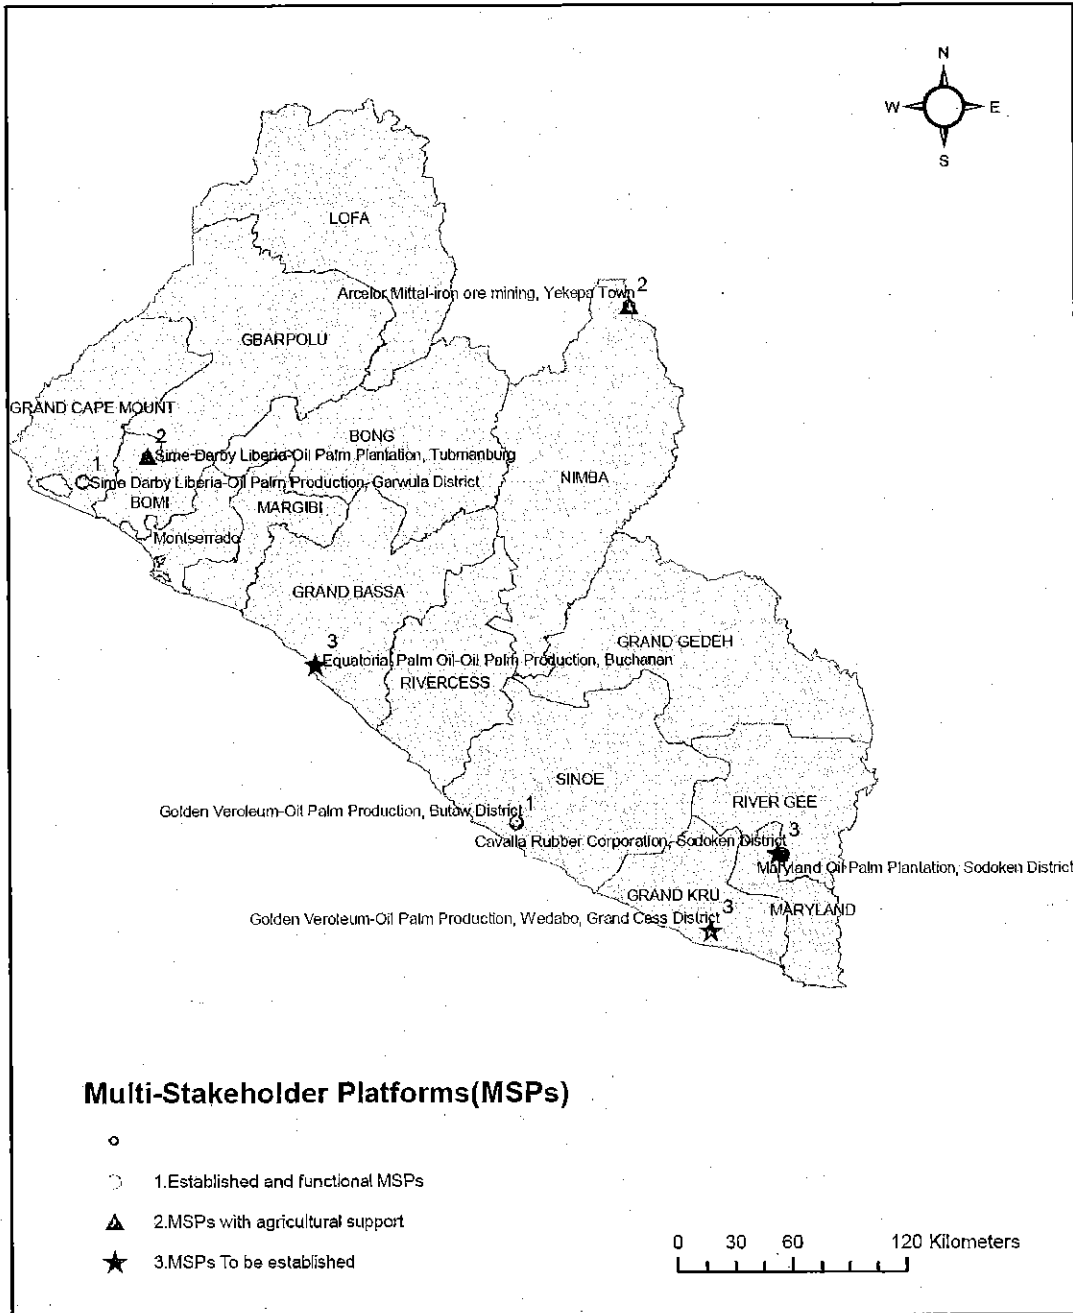 N
W E
S
LOFA
Arcelor Mittal-iron ore mining, Yekepa Town
2
GBARPOLU
GRAND CAPE MOUNT
BONG
2
Sime-Darby Liberia-Oil Palm Plantation, Tubmanburg
1
Sime Darby Liberia-Oil Palm Production-Garwula District
NIMBA
BOMI
MARGIBI
Montserrado
GRAND BASSA
3
Equatorial Palm Oil-Oil Palm Production, Buchanan
GRAND GEDEH
RIVERCESS
SINOE
RIVER GEE
Golden Veroleum-Oil Palm Production, Butaw District
1
3
Cavalla Rubber Corporation, Sodoken District
Maryland Oil Palm Plantation, Sodoken District
GRAND KRU
MARYLAND
3
Golden Veroleum-Oil Palm Production, Wedabo, Grand Cess District
Multi-Stakeholder Platforms(MSPs)
1.Established and functional MSPs
2.MSPs with agricultural support
3.MSPs To be established
0 30 60 120 Kilometers